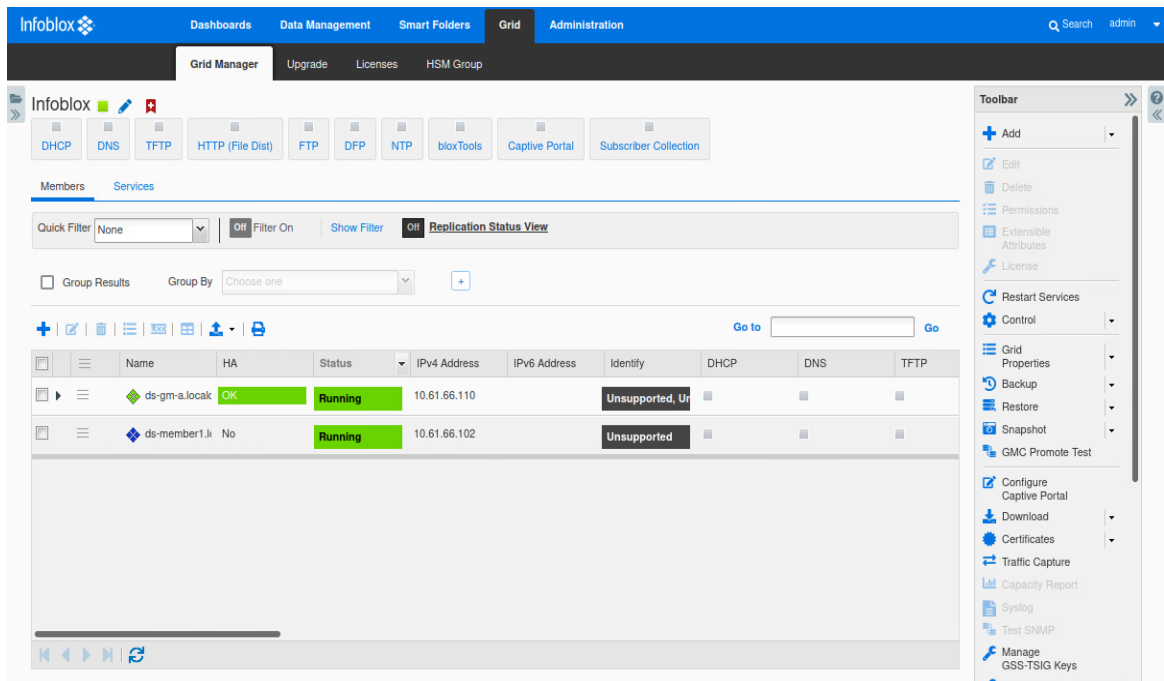 Infoblox Dashboards Data Management Smart Folders Grid Administration Search admin
Grid Manager Upgrade Licenses HSM Group
Infoblox
DHCP DNS TFTP HTTP (File Dist) FTP DFP NTP bloxTools Captive Portal Subscriber Collection
Members Services
Quick Filter None Off Filter On Show Filter Off Replication Status View
Group Results Group By Choose one +
Go to Go
Name HA Status IPv4 Address IPv6 Address Identify DHCP DNS TFTP
ds-gm-a.local OK Running 10.61.66.110 Unsupported, Ur
ds-member1.l No Running 10.61.66.102 Unsupported
Toolbar
Add
Edit
Delete
Permissions
Extensible
Attributes
License
Restart Services
Control
Grid
Properties
Backup
Restore
Snapshot
GMC Promote Test
Configure
Captive Portal
Download
Certificates
Traffic Capture
Capacity Report
Syslog
Test SNMP
Manage
GSS-TSIG Keys